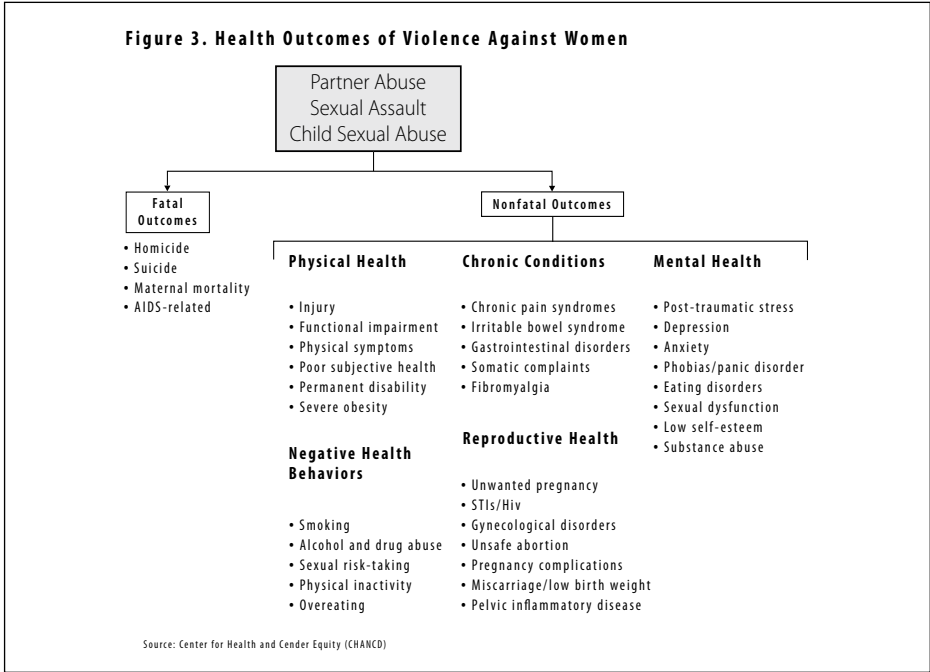 Figure 3. Health Outcomes of Violence Against Women
Partner Abuse
Sexual Assault
Child Sexual Abuse
Fatal
Outcomes
• Homicide
• Suicide
• Maternal mortality
• AIDS-related
Nonfatal Outcomes
Physical Health
• Injury
• Functional impairment
• Physical symptoms
• Poor subjective health
• Permanent disability
• Severe obesity
Negative Health
Behaviors
• Smoking
• Alcohol and drug abuse
• Sexual risk-taking
• Physical inactivity
• Overeating
Chronic Conditions
• Chronic pain syndromes
• Irritable bowel syndrome
• Gastrointestinal disorders
• Somatic complaints
• Fibromyalgia
Reproductive Health
• Unwanted pregnancy
• STIs/Hiv
• Gynecological disorders
• Unsafe abortion
• Pregnancy complications
• Miscarriage/low birth weight
• Pelvic inflammatory disease
Mental Health
• Post-traumatic stress
• Depression
• Anxiety
• Phobias/panic disorder
• Eating disorders
• Sexual dysfunction
• Low self-esteem
• Substance abuse
Source: Center for Health and Cender Equity (CHANCD)